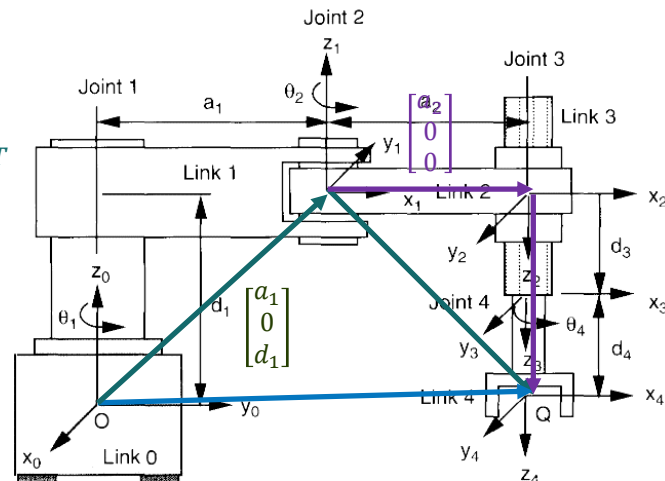 Joint 2
z1
Joint 3
Joint 1
θ2
a1
[a2 0 0]
Link 3
T
y1
Link 1
Link 2
x1
x2
y2
d3
z2
z0
d1
Joint 4
x3
θ1
[a1 0 d1]
θ4
y3
z3
d4
Link 4
x4
O
y0
Q
x0
Link 0
y4
z4